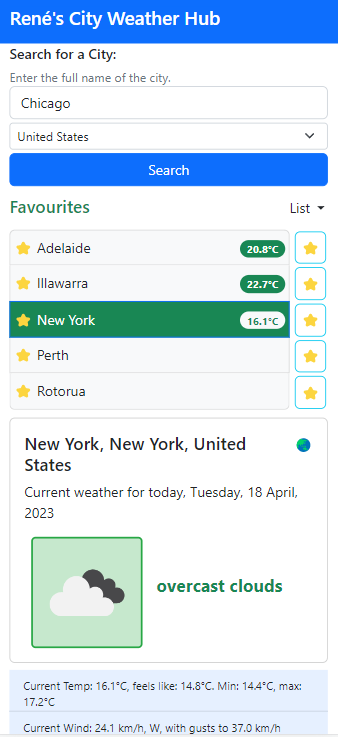 René's City Weather Hub
Search for a City:
Enter the full name of the city.
Chicago
United States
Search
Favourites
List
Adelaide 20.8°C
Illawarra 22.7°C
New York 16.1°C
Perth
Rotorua
New York, New York, United
States
Current weather for today, Tuesday, 18 April,
2023
overcast clouds
Current Temp: 16.1°C, feels like: 14.8°C. Min: 14.4°C, max:
17.2°C
Current Wind: 24.1 km/h, W, with gusts to 37.0 km/h